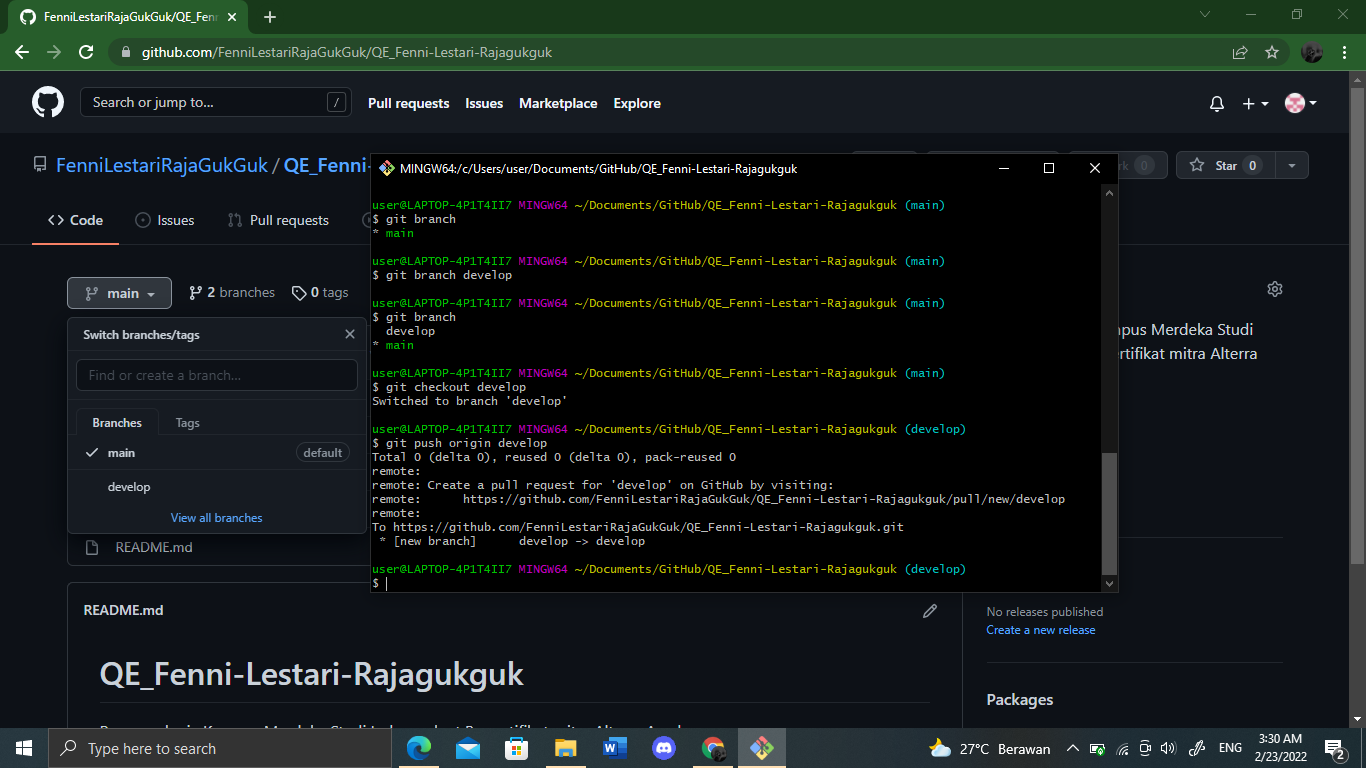 FenniLestariRajaGukGuk/QE_Fenn
github.com/FenniLestariRajaGukGuk/QE_Fenni-Lestari-Rajagukguk
Search or jump to... /
Pull requests Issues Marketplace Explore
FenniLestariRajaGukGuk / QE_Fenni-
0 Star 0
Code Issues Pull requests
main 2 branches 0 tags
Switch branches/tags
Find or create a branch...
Branches Tags
main default
develop
View all branches
README.md
MINGW64:/c/Users/user/Documents/GitHub/QE_Fenni-Lestari-Rajagukguk
user@LAPTOP-4P1T4II7 MINGW64 ~/Documents/GitHub/QE_Fenni-Lestari-Rajagukguk (main)
$ git branch
* main
user@LAPTOP-4P1T4II7 MINGW64 ~/Documents/GitHub/QE_Fenni-Lestari-Rajagukguk (main)
$ git branch develop
user@LAPTOP-4P1T4II7 MINGW64 ~/Documents/GitHub/QE_Fenni-Lestari-Rajagukguk (main)
$ git branch
develop
* main
user@LAPTOP-4P1T4II7 MINGW64 ~/Documents/GitHub/QE_Fenni-Lestari-Rajagukguk (main)
$ git checkout develop
Switched to branch 'develop'
user@LAPTOP-4P1T4II7 MINGW64 ~/Documents/GitHub/QE_Fenni-Lestari-Rajagukguk (develop)
$ git push origin develop
Total 0 (delta 0), reused 0 (delta 0), pack-reused 0
remote:
remote: Create a pull request for 'develop' on GitHub by visiting:
remote: https://github.com/FenniLestariRajaGukGuk/QE_Fenni-Lestari-Rajagukguk/pull/new/develop
remote:
To https://github.com/FenniLestariRajaGukGuk/QE_Fenni-Lestari-Rajagukguk.git
* [new branch] develop -> develop
user@LAPTOP-4P1T4II7 MINGW64 ~/Documents/GitHub/QE_Fenni-Lestari-Rajagukguk (develop)
$
pus Merdeka Studi
rtifikat mitra Alterra
README.md
QE_Fenni-Lestari-Rajagukguk
No releases published
Create a new release
Packages
Type here to search
27°C Berawan
ENG
3:30 AM
2/23/2022
2